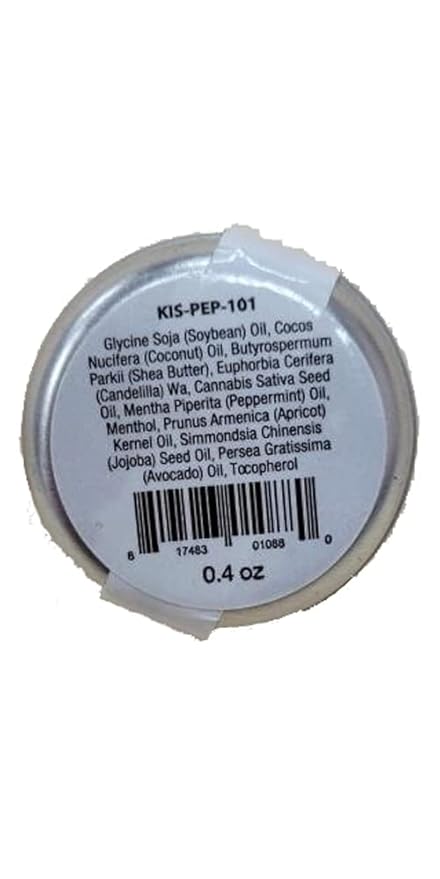 KIS-PEP-101
Glycine Soja (Soybean) Oil, Cocos
Nucifera (Coconut) Oil, Butyrospermum
Parkii (Shea Butter), Euphorbia Cerifera
(Candelilla) Wa, Cannabis Sativa Seed
Oil, Mentha Piperita (Peppermint) Oil,
Menthol, Prunus Armenica (Apricot)
Kernel Oil, Simmondsia Chinensis
(Jojoba) Seed Oil, Persea Gratissima
(Avocado) Oil, Tocopherol
8 17483 01088 0
0.4 oz